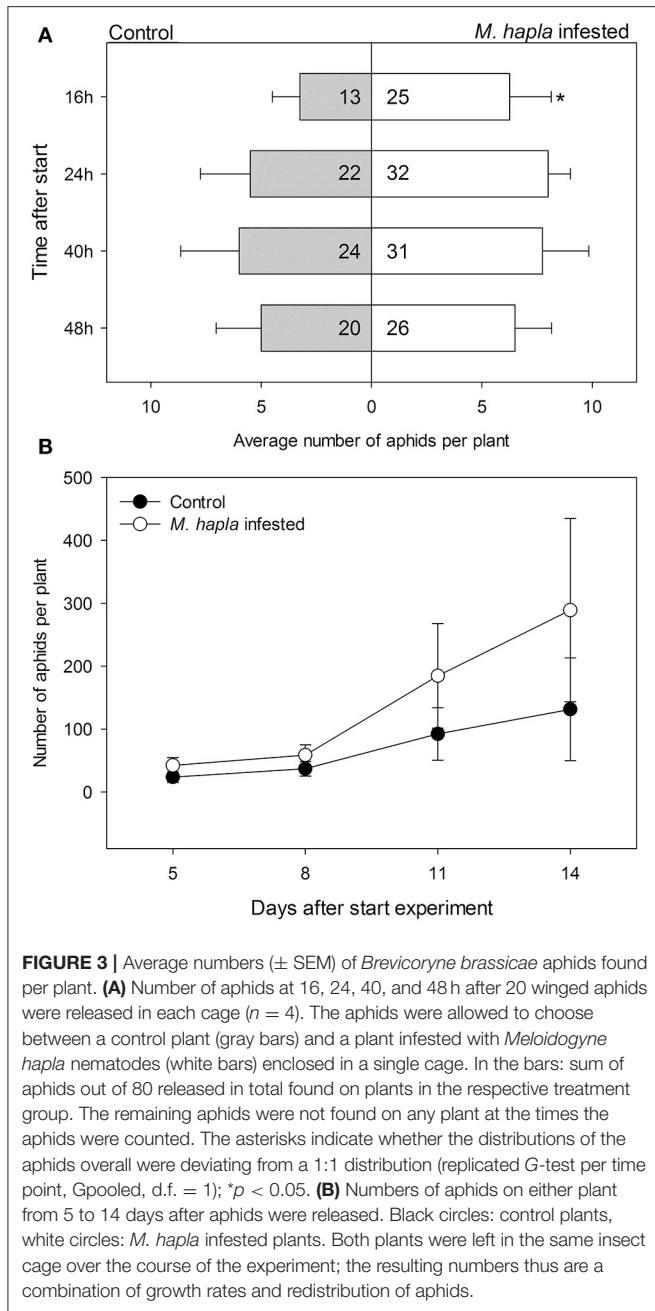 A
Control
M. hapla infested
16h
13
25
*
24h
22
32
40h
24
31
48h
20
26
Time after start
10
5
0
5
10
Average number of aphids per plant
B
500
400
300
200
100
0
Control
M. hapla infested
Number of aphids per plant
5
8
11
14
Days after start experiment
FIGURE 3 | Average numbers (± SEM) of Brevicoryne brassicae aphids found
per plant. (A) Number of aphids at 16, 24, 40, and 48 h after 20 winged aphids
were released in each cage (n = 4). The aphids were allowed to choose
between a control plant (gray bars) and a plant infested with Meloidogyne
hapla nematodes (white bars) enclosed in a single cage. In the bars: sum of
aphids out of 80 released in total found on plants in the respective treatment
group. The remaining aphids were not found on any plant at the times the
aphids were counted. The asterisks indicate whether the distributions of the
aphids overall were deviating from a 1:1 distribution (replicated G-test per time
point, Gpooled, d.f. = 1); *p < 0.05. (B) Numbers of aphids on either plant
from 5 to 14 days after aphids were released. Black circles: control plants,
white circles: M. hapla infested plants. Both plants were left in the same insect
cage over the course of the experiment; the resulting numbers thus are a
combination of growth rates and redistribution of aphids.